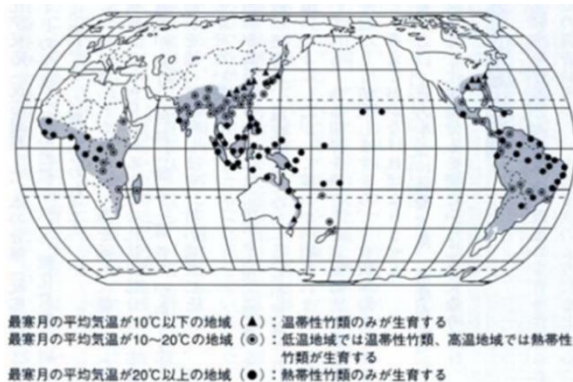 最寒月の平均気温が10℃以下の地域（▲）：温帯性竹類のみが生育する
最寒月の平均気温が10〜20℃の地域（◉）：低温地域では温帯性竹類、高温地域では熱帯性
竹類が生育する
最寒月の平均気温が20℃以上の地域（●）：熱帯性竹類のみが生育する